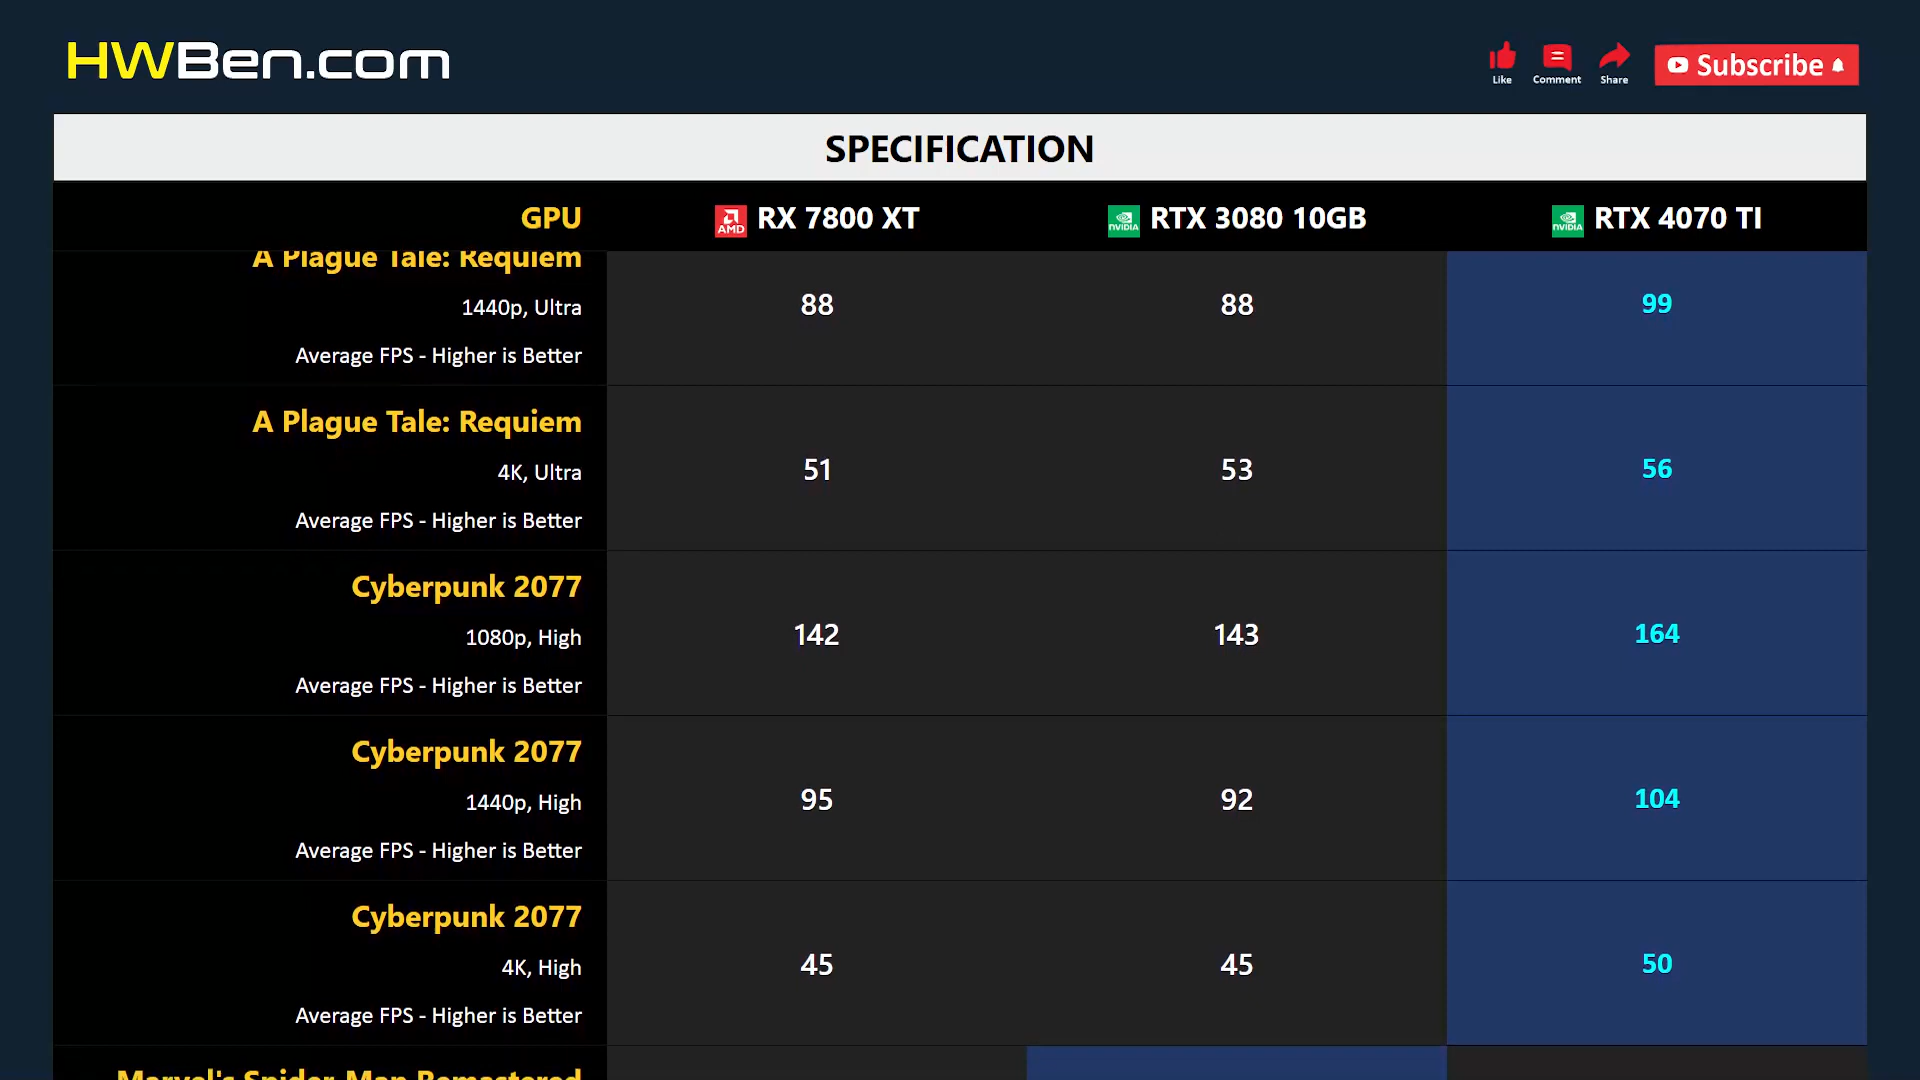 HWBen.com
Like Comment Share Subscribe
SPECIFICATION
GPU AMD RX 7800 XT NVIDIA RTX 3080 10GB NVIDIA RTX 4070 TI
A Plague Tale: Requiem
1440p, Ultra 88 88 99
Average FPS - Higher is Better
A Plague Tale: Requiem
4K, Ultra 51 53 56
Average FPS - Higher is Better
Cyberpunk 2077
1080p, High 142 143 164
Average FPS - Higher is Better
Cyberpunk 2077
1440p, High 95 92 104
Average FPS - Higher is Better
Cyberpunk 2077
4K, High 45 45 50
Average FPS - Higher is Better
Marvel's Spider-Man Remastered